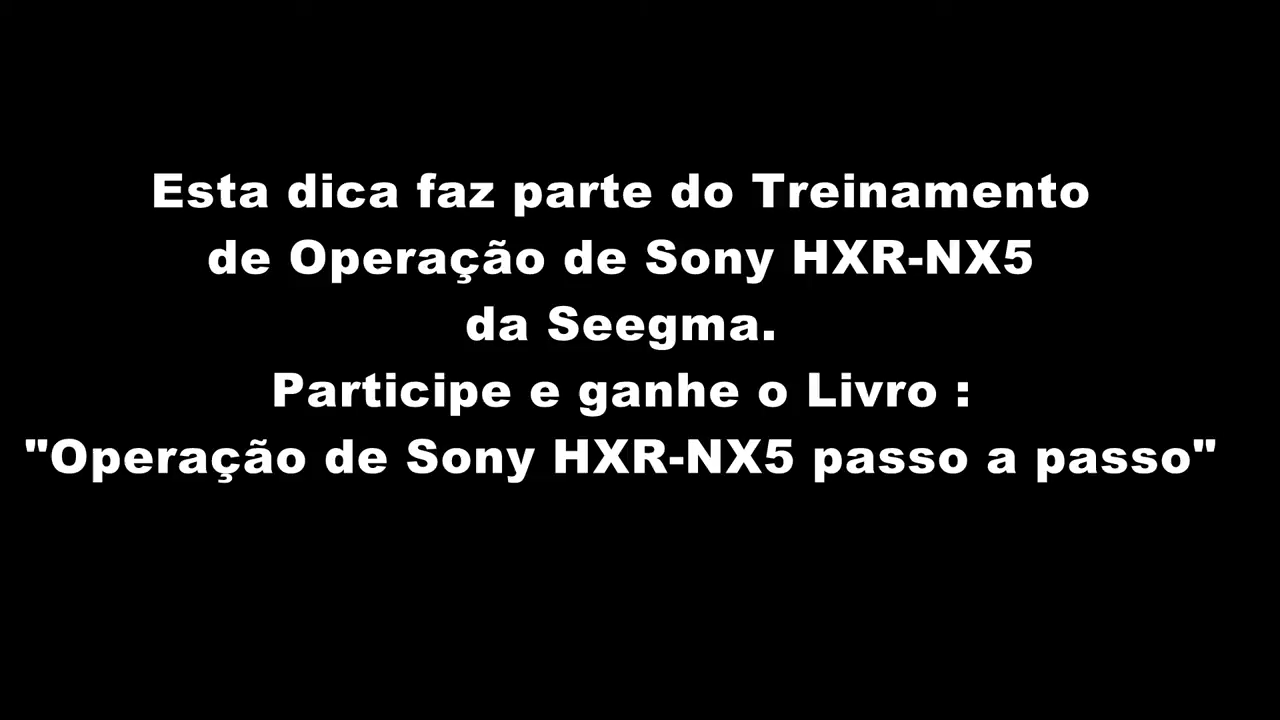 Esta dica faz parte do Treinamento
de Operação de Sony HXR-NX5
da Seegma.
Participe e ganhe o Livro :
"Operação de Sony HXR-NX5 passo a passo"